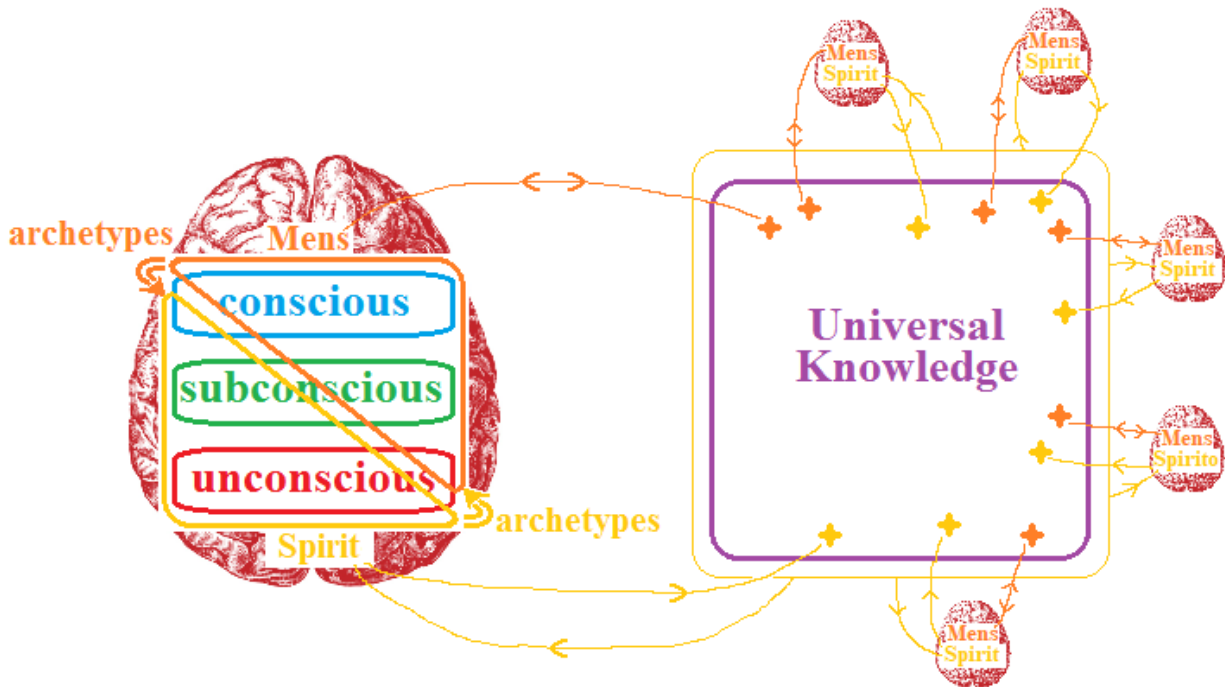 archetypes
Mens
conscious
subconscious
unconscious
archetypes
Spirit
Universal
Knowledge
Mens
Spirit
Mens
Spirit
Mens
Spirit
Mens
Spirito
Mens
Spirit